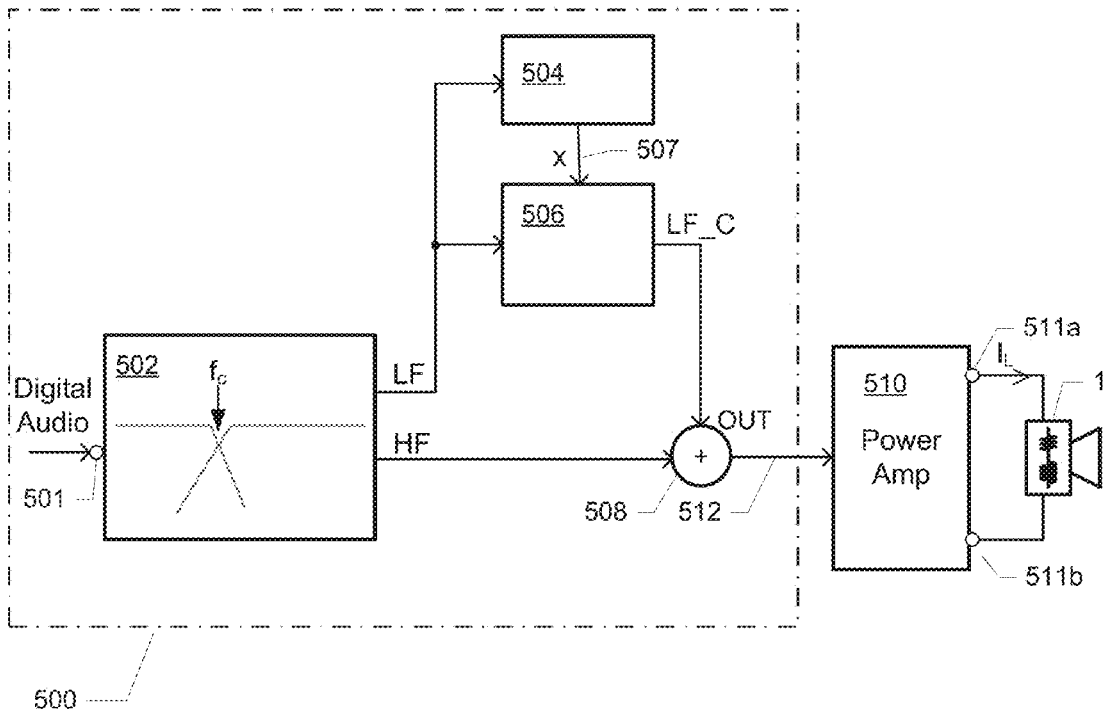 504
X
507
506
LF_C
502
fc
LF
Digital
Audio
HF
501
OUT
+
508
512
510
Power
Amp
511a
IL
1
511b
500